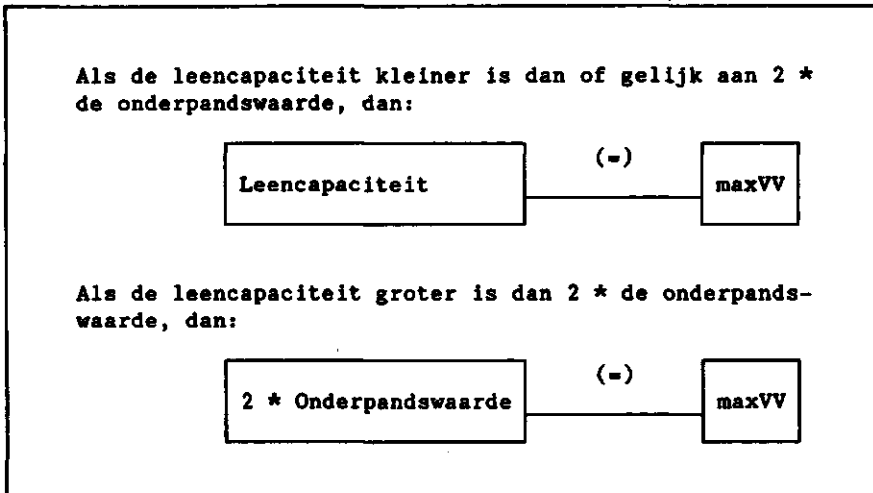 Als de leencapaciteit kleiner is dan of gelijk aan 2 *
de onderpandswaarde, dan:
(=)
Leencapaciteit maxVV
Als de leencapaciteit groter is dan 2 * de onderpands-
waarde, dan:
(=)
2 * Onderpandswaarde maxVV